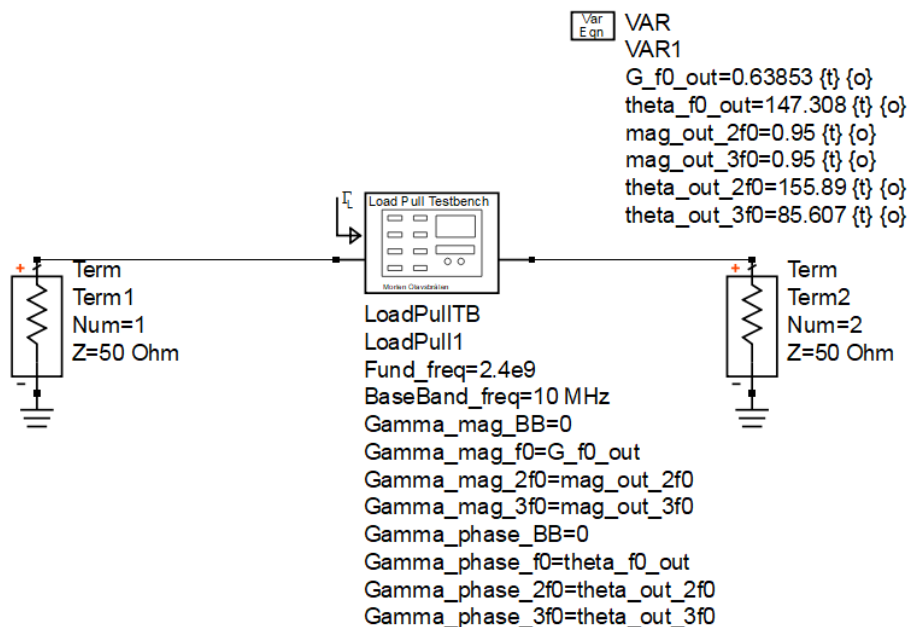 Var
Eqn
VAR
VAR1
G_f0_out=0.63853 {t} {o}
theta_f0_out=147.308 {t} {o}
mag_out_2f0=0.95 {t} {o}
mag_out_3f0=0.95 {t} {o}
theta_out_2f0=155.89 {t} {o}
theta_out_3f0=85.607 {t} {o}
Γ_L
Load Pull Testbench
Morten Olavsbråten
+
Term
Term1
Num=1
Z=50 Ohm
-
LoadPullTB
LoadPull1
Fund_freq=2.4e9
BaseBand_freq=10 MHz
Gamma_mag_BB=0
Gamma_mag_f0=G_f0_out
Gamma_mag_2f0=mag_out_2f0
Gamma_mag_3f0=mag_out_3f0
Gamma_phase_BB=0
Gamma_phase_f0=theta_f0_out
Gamma_phase_2f0=theta_out_2f0
Gamma_phase_3f0=theta_out_3f0
+
Term
Term2
Num=2
Z=50 Ohm
-